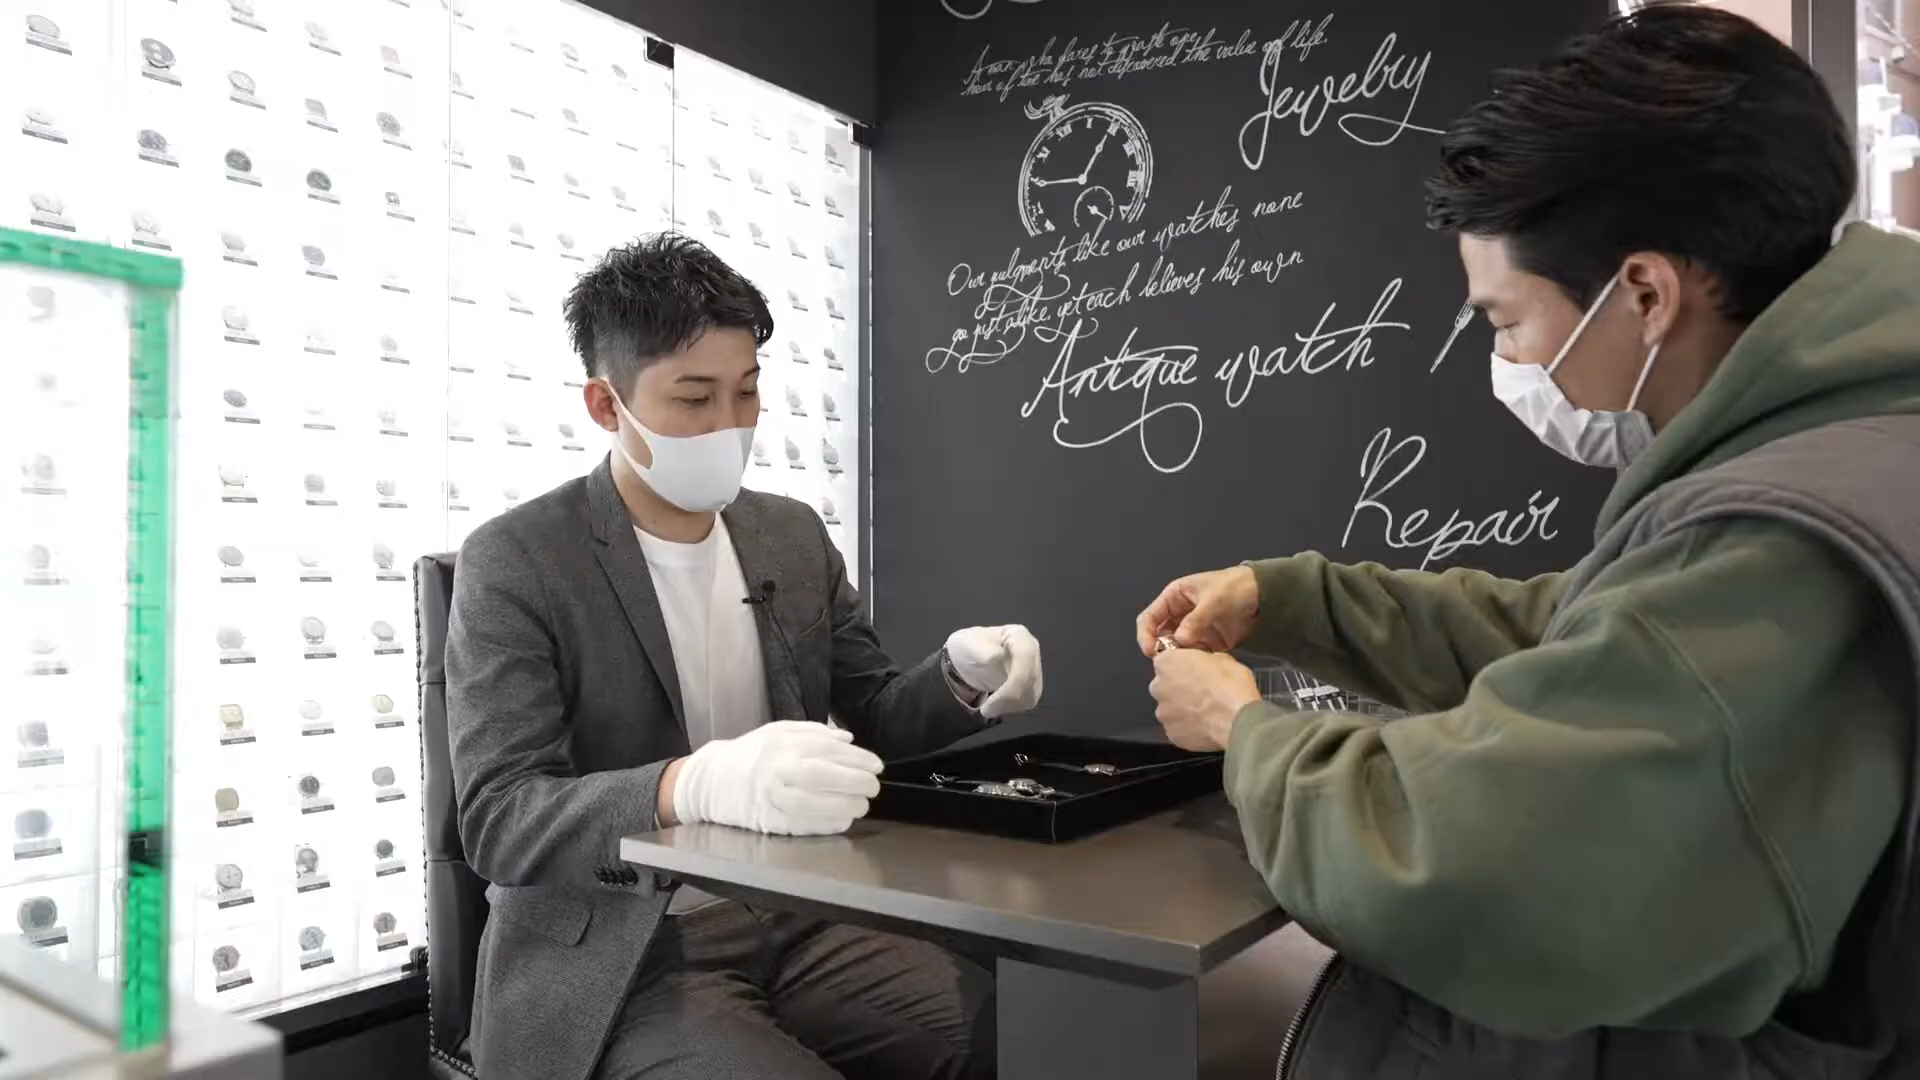 A man who dares to waste one
hour of time has not discovered the value of life.
Jewelry
Our judgments like our watches none
go just alike, yet each believes his own
Antique watch
Repair